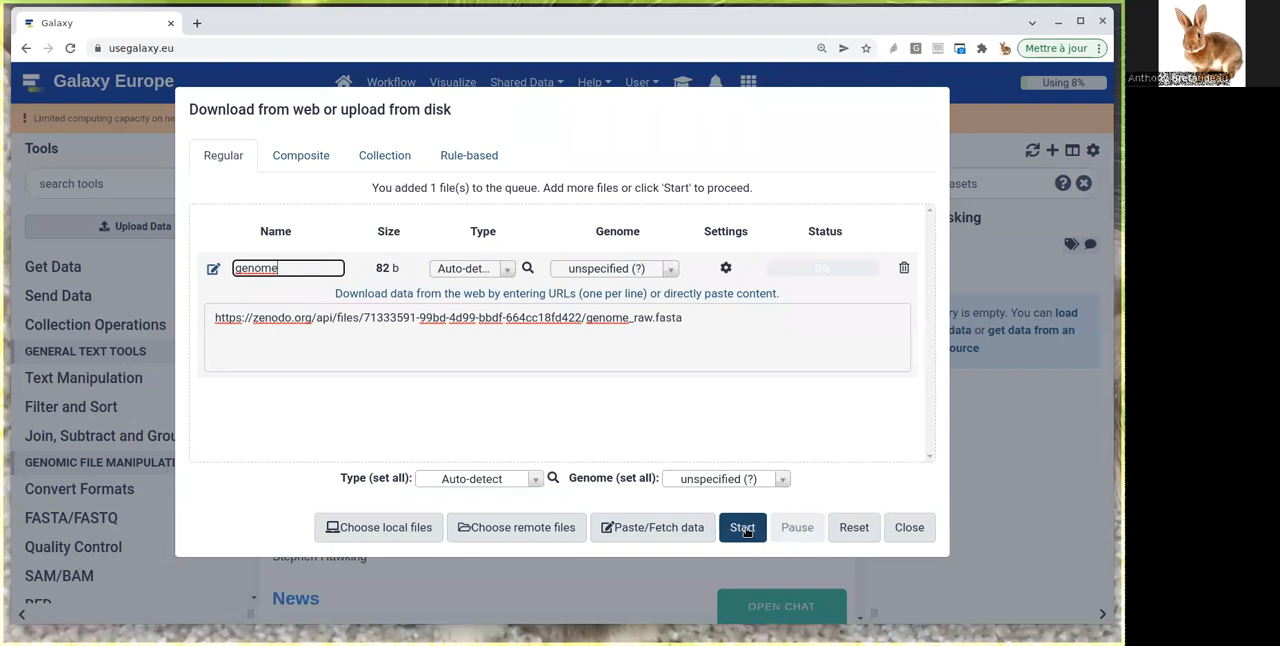 Galaxy
usegalaxy.eu
Mettre à jour
Galaxy Europe
Workflow Visualize Shared Data Help User
Using 8%
Limited computing capacity on ne
Tools
search tools
Upload Data
Get Data
Send Data
Collection Operations
GENERAL TEXT TOOLS
Text Manipulation
Filter and Sort
Join, Subtract and Grou
GENOMIC FILE MANIPULAT
Convert Formats
FASTA/FASTQ
Quality Control
SAM/BAM
BED
Download from web or upload from disk
Regular Composite Collection Rule-based
You added 1 file(s) to the queue. Add more files or click 'Start' to proceed.
Name Size Type Genome Settings Status
genome 82 b Auto-det... unspecified (?) 0%
Download data from the web by entering URLs (one per line) or directly paste content.
https://zenodo.org/api/files/71333591-99bd-4d99-bbdf-664cc18fd422/genome_raw.fasta
Type (set all): Auto-detect Genome (set all): unspecified (?)
Choose local files Choose remote files Paste/Fetch data Start Pause Reset Close
Stephen Hawking
News
OPEN CHAT
asets
sking
ry is empty. You can load
data or get data from an
source
Anthony Bretaudeau